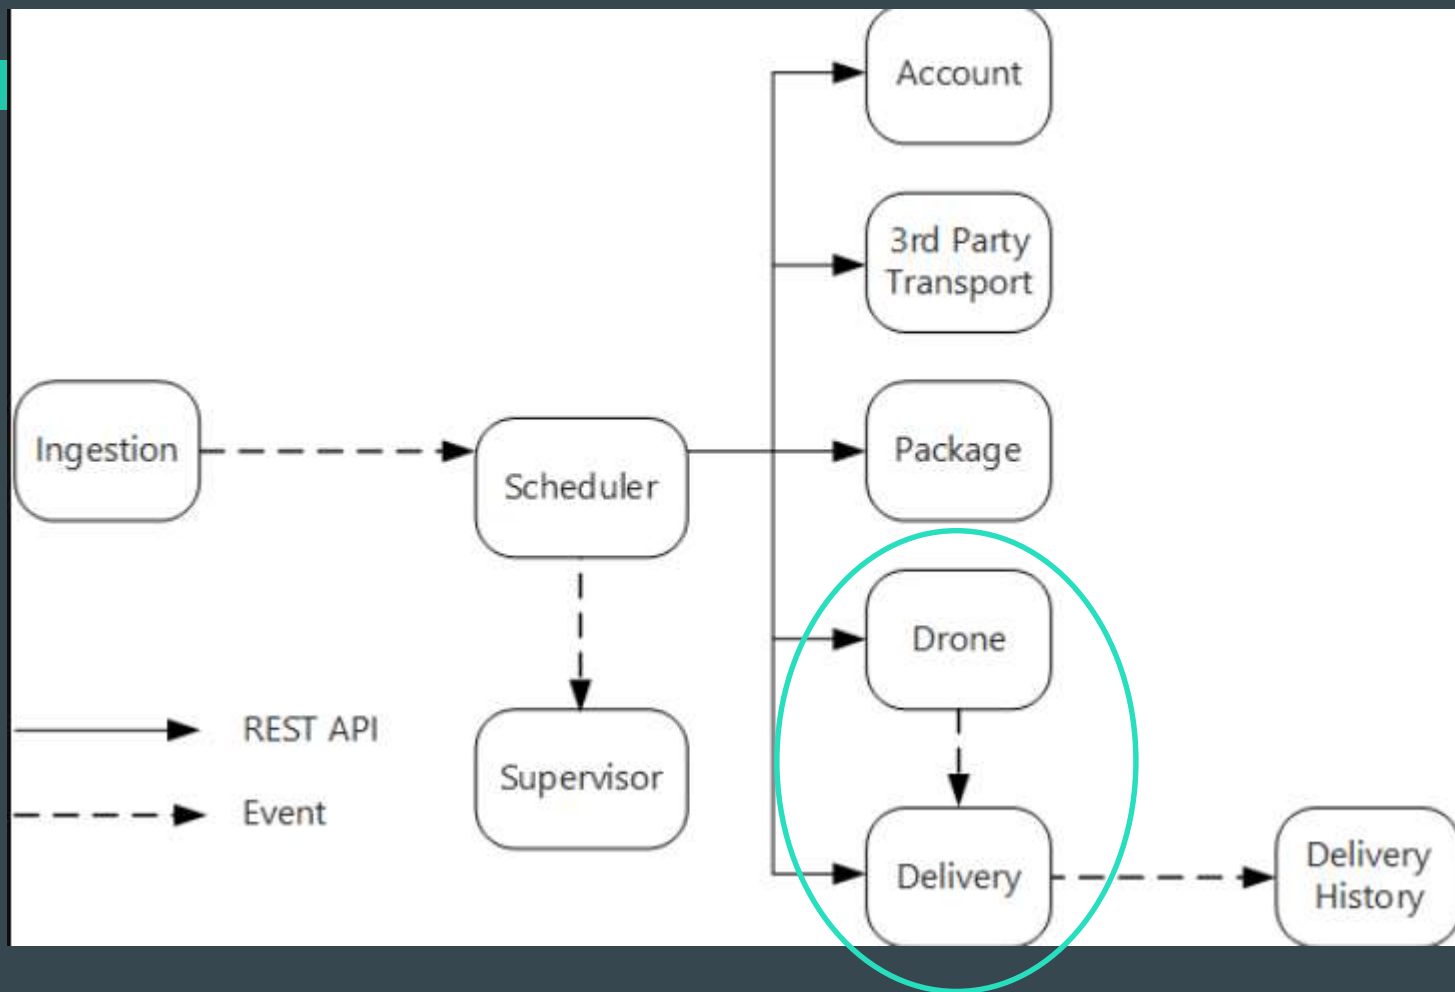 Account
3rd Party
Transport
Ingestion
Scheduler
Package
Drone
REST API
Supervisor
Event
Delivery
Delivery
History